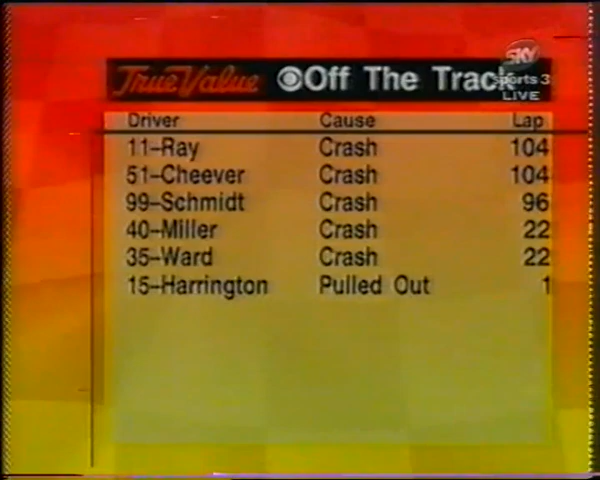 True Value Off The Track
SKY
sports 3
LIVE
Driver Cause Lap
11-Ray Crash 104
51-Cheever Crash 104
99-Schmidt Crash 96
40-Miller Crash 22
35-Ward Crash 22
15-Harrington Pulled Out 1